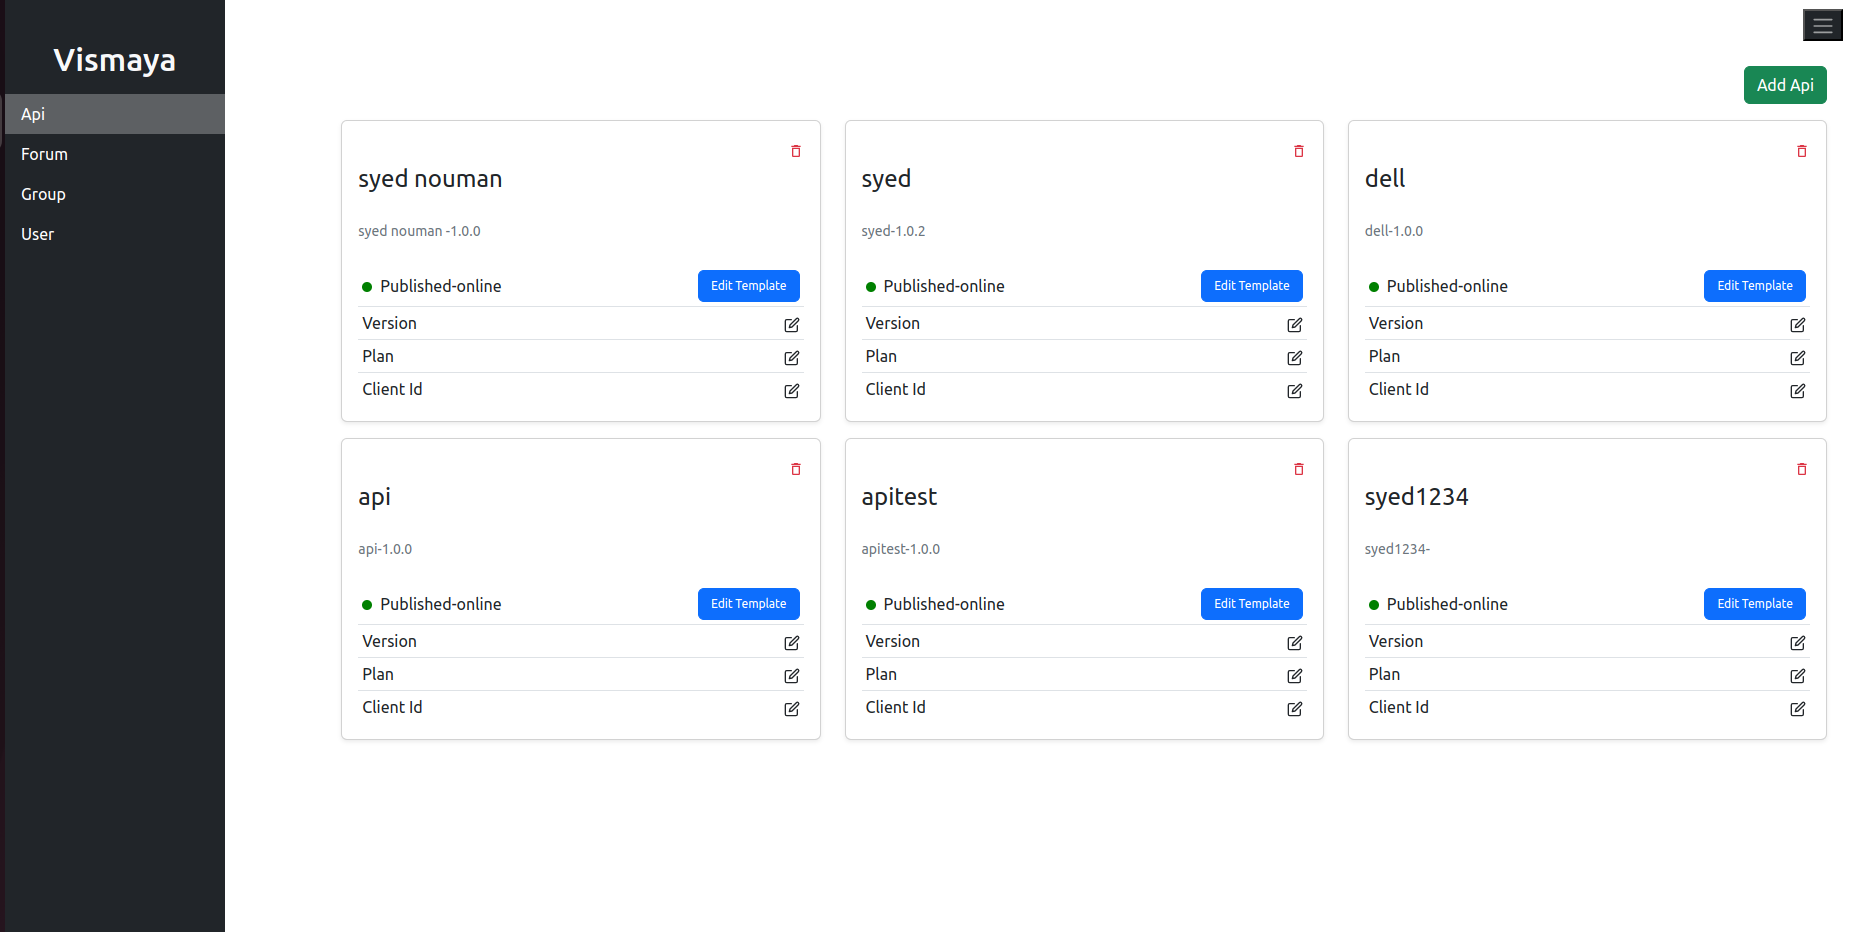 Vismaya
Api
Forum
Group
User
Add Api
syed nouman
syed nouman -1.0.0
Published-online
Edit Template
Version
Plan
Client Id
syed
syed-1.0.2
Published-online
Edit Template
Version
Plan
Client Id
dell
dell-1.0.0
Published-online
Edit Template
Version
Plan
Client Id
api
api-1.0.0
Published-online
Edit Template
Version
Plan
Client Id
apitest
apitest-1.0.0
Published-online
Edit Template
Version
Plan
Client Id
syed1234
syed1234-
Published-online
Edit Template
Version
Plan
Client Id